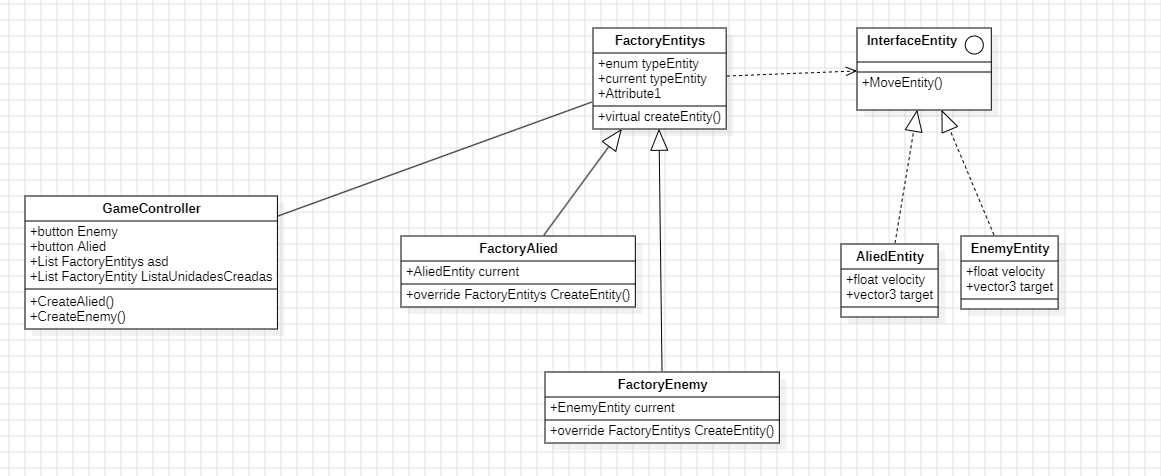 FactoryEntitys
+enum typeEntity
+current typeEntity
+Attribute1
+virtual createEntity()
InterfaceEntity
+MoveEntity()
GameController
+button Enemy
+button Alied
+List FactoryEntitys asd
+List FactoryEntity ListaUnidadesCreadas
+CreateAlied()
+CreateEnemy()
FactoryAlied
+AliedEntity current
+override FactoryEntitys CreateEntity()
AliedEntity
+float velocity
+vector3 target
EnemyEntity
+float velocity
+vector3 target
FactoryEnemy
+EnemyEntity current
+override FactoryEntitys CreateEntity()